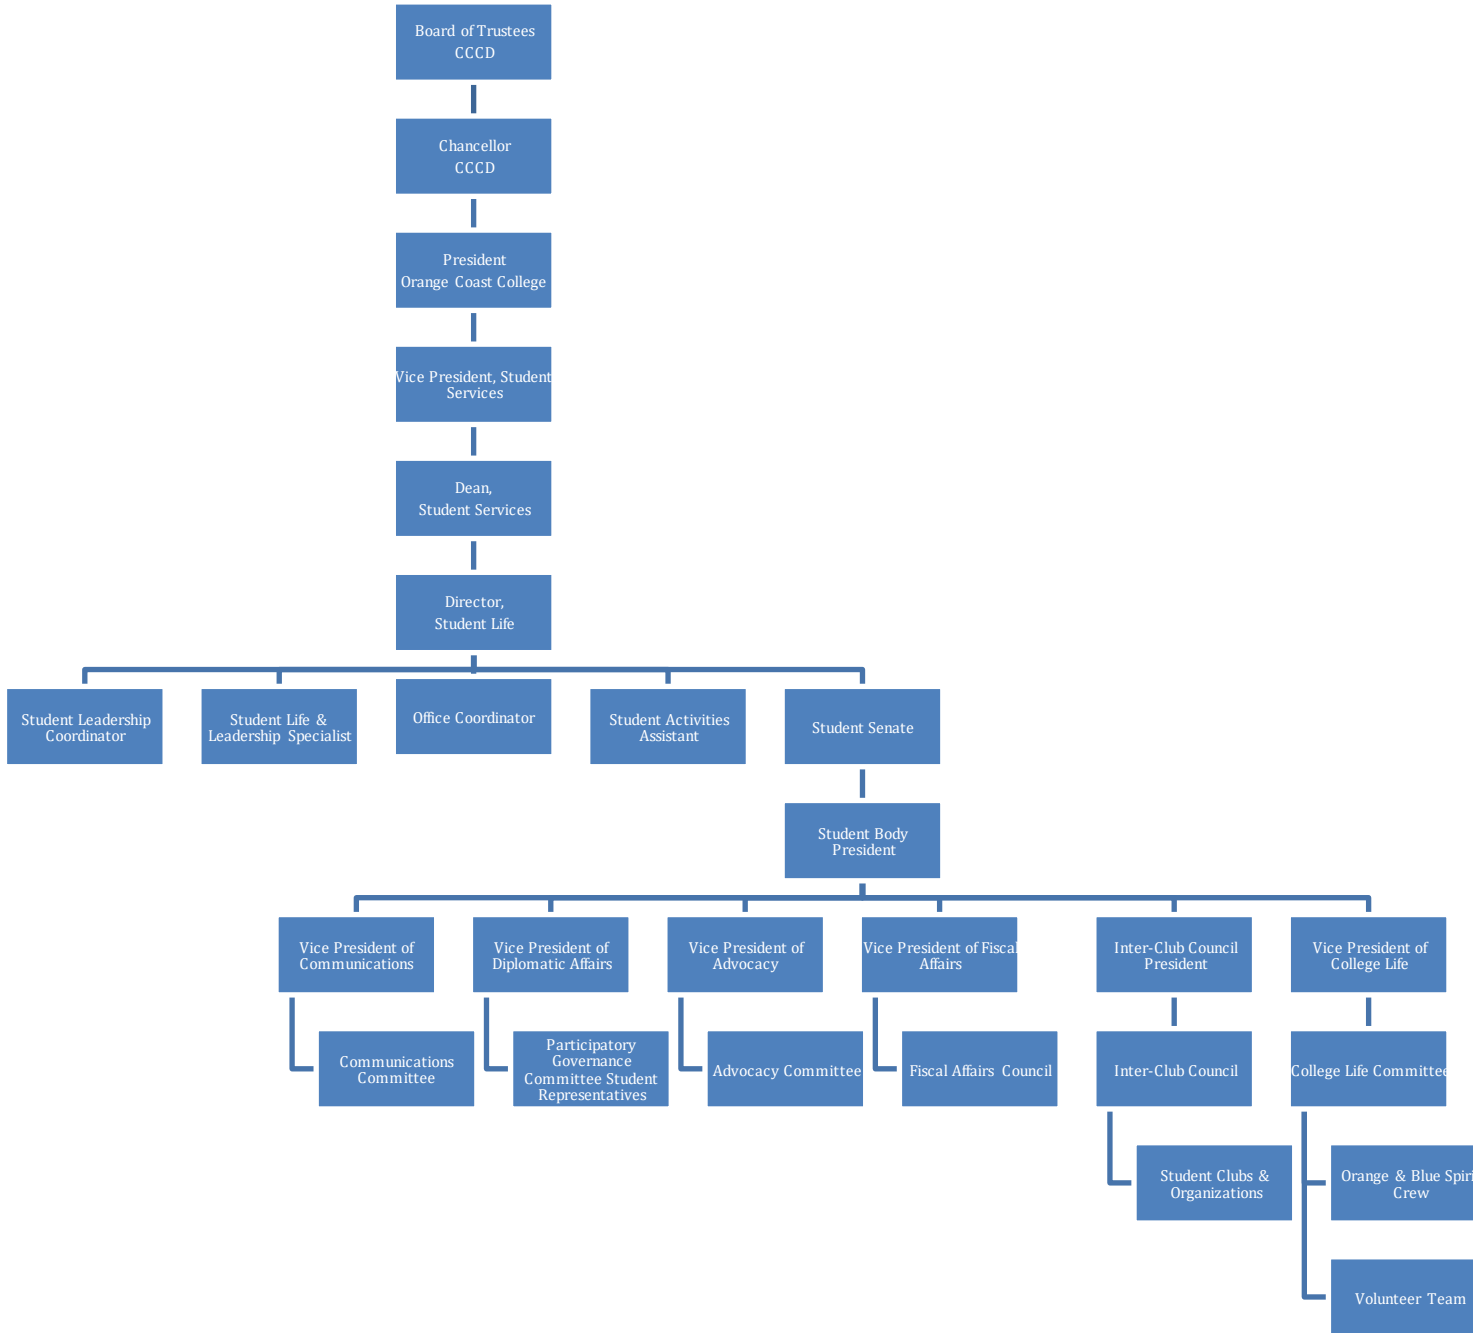 Board of Trustees
CCCD
Chancellor
CCCD
President
Orange Coast College
Vice President, Student
Services
Dean,
Student Services
Director,
Student Life
Student Leadership
Coordinator
Student Life &
Leadership Specialist
Office Coordinator
Student Activities
Assistant
Student Senate
Student Body
President
Vice President of
Communications
Vice President of
Diplomatic Affairs
Vice President of
Advocacy
Vice President of Fiscal
Affairs
Inter-Club Council
President
Vice President of
College Life
Communications
Committee
Participatory
Governance
Committee Student
Representatives
Advocacy Committee
Fiscal Affairs Council
Inter-Club Council
College Life Committee
Student Clubs &
Organizations
Orange & Blue Spiri
Crew
Volunteer Team